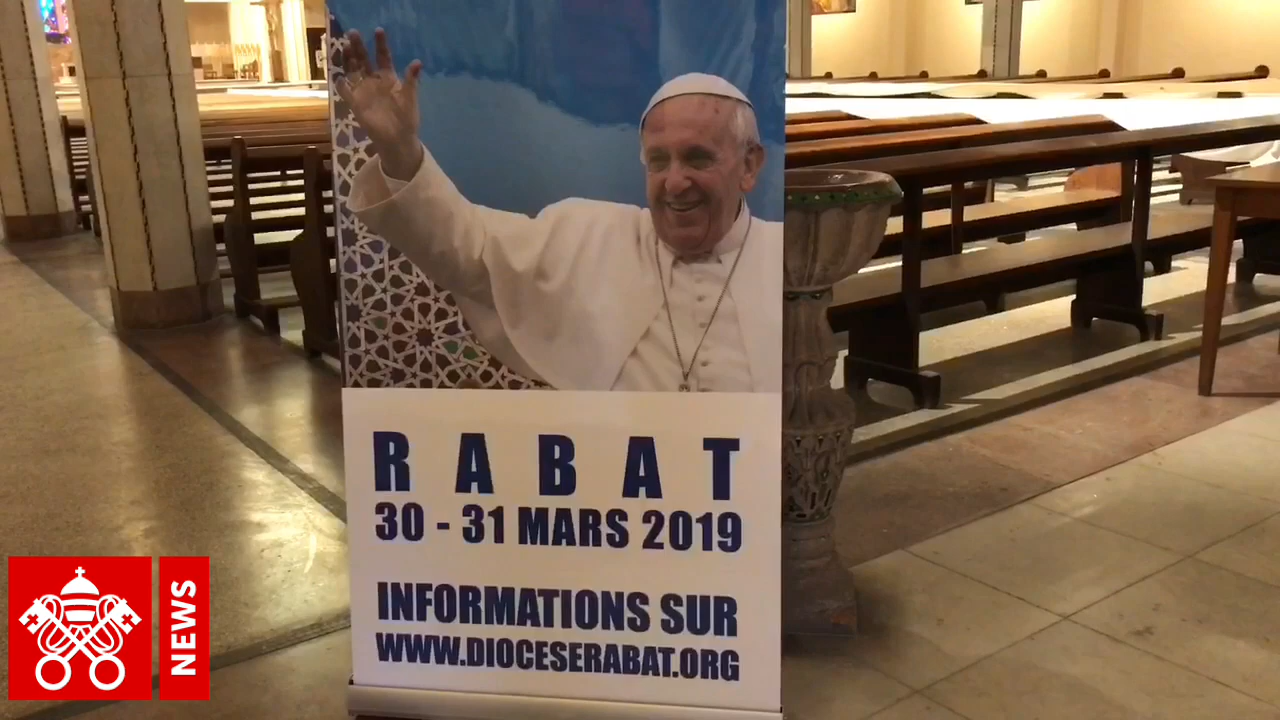 RABAT
30 - 31 MARS 2019
INFORMATIONS SUR
WWW.DIOCESERABAT.ORG
NEWS